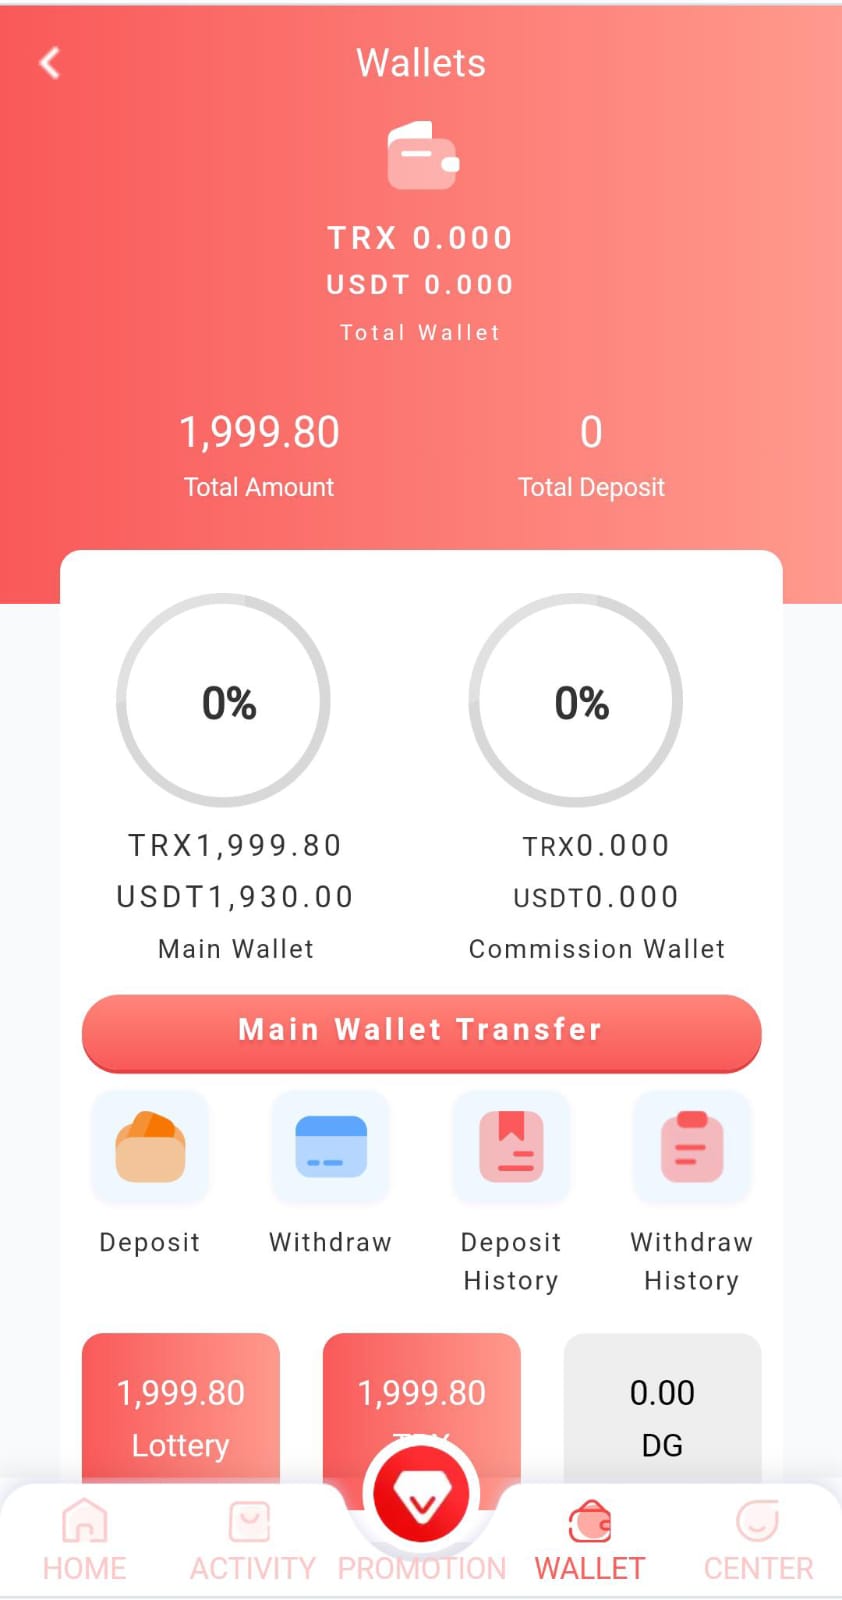 Wallets
TRX 0.000
USDT 0.000
Total Wallet
1,999.80
Total Amount
0
Total Deposit
0%
0%
TRX1,999.80
USDT1,930.00
Main Wallet
TRX0.000
USDT0.000
Commission Wallet
Main Wallet Transfer
Deposit
Withdraw
Deposit
History
Withdraw
History
1,999.80
Lottery
1,999.80
0.00
DG
HOME
ACTIVITY
PROMOTION
WALLET
CENTER